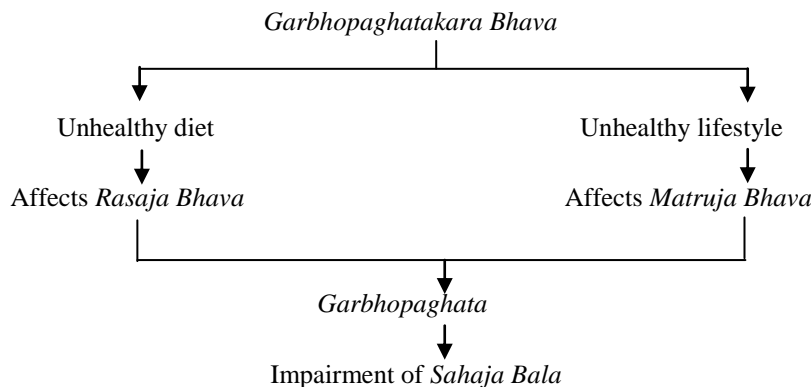 Garbhopaghatakara Bhava
Unhealthy diet
Unhealthy lifestyle
Affects Rasaja Bhava
Affects Matruja Bhava
Garbhopaghata
Impairment of Sahaja Bala